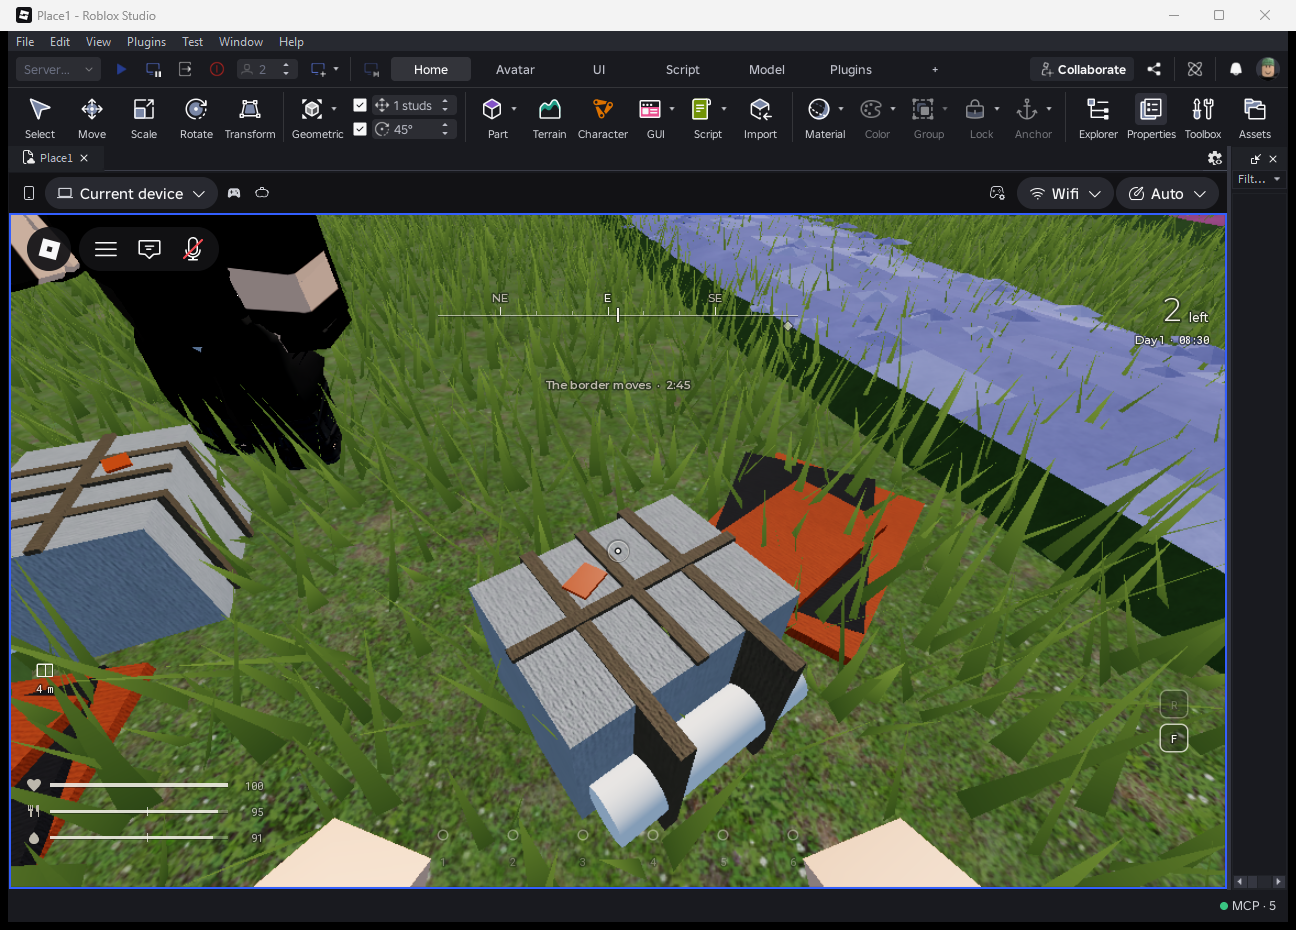 Place1 - Roblox Studio
File Edit View Plugins Test Window Help
Server... 2 Home Avatar UI Script Model Plugins + Collaborate
1 studs
45°
Select Move Scale Rotate Transform Geometric Part Terrain Character GUI Script Import Material Color Group Lock Anchor Explorer Properties Toolbox Assets
Place1
Filt...
Current device Wifi Auto
NE E SE
2 left
Day 1 · 08:30
The border moves · 2:45
4 m
R
F
100
95
91
1 2 3 4 5 6
MCP · 5